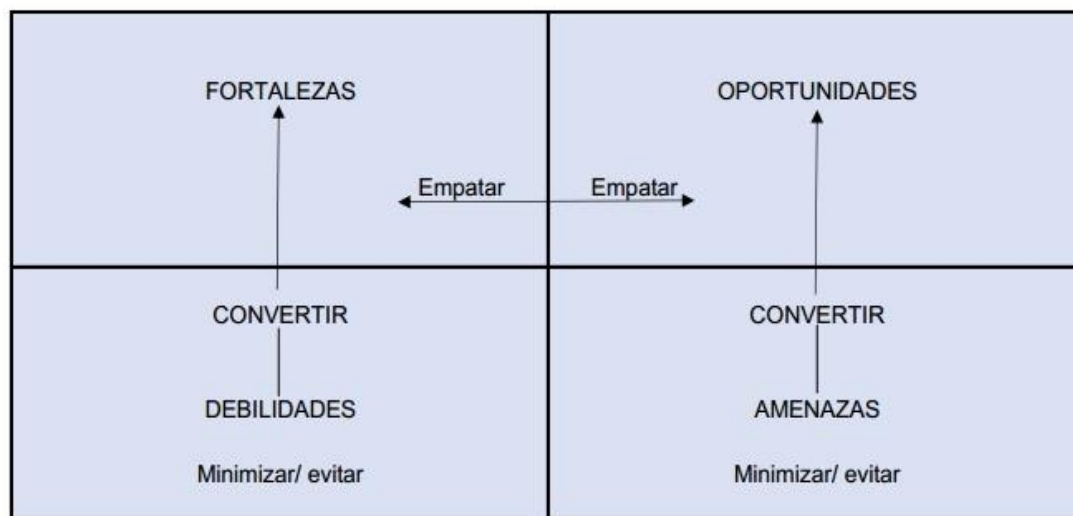 FORTALEZAS
OPORTUNIDADES
Empatar
Empatar
CONVERTIR
CONVERTIR
DEBILIDADES
AMENAZAS
Minimizar/ evitar
Minimizar/ evitar